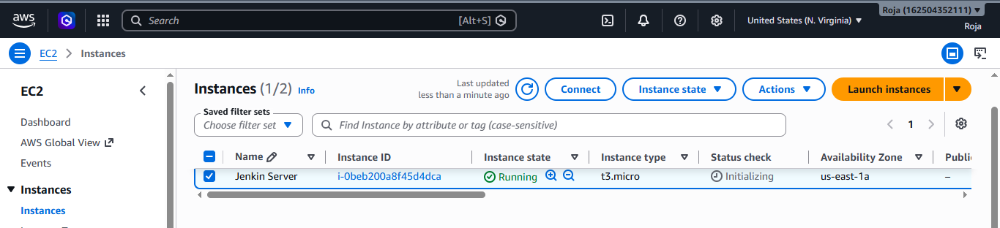 aws
Search [Alt+S]
United States (N. Virginia)
Roja (162504352111)
Roja
EC2 Instances
EC2
Dashboard
AWS Global View
Events
Instances
Instances
Instances (1/2) Info
Last updated
less than a minute ago
Connect
Instance state
Actions
Launch instances
Saved filter sets
Choose filter set
Find Instance by attribute or tag (case-sensitive)
1
Name Instance ID Instance state Instance type Status check Availability Zone Public
Jenkin Server i-0beb200a8f45d4dca Running t3.micro Initializing us-east-1a –